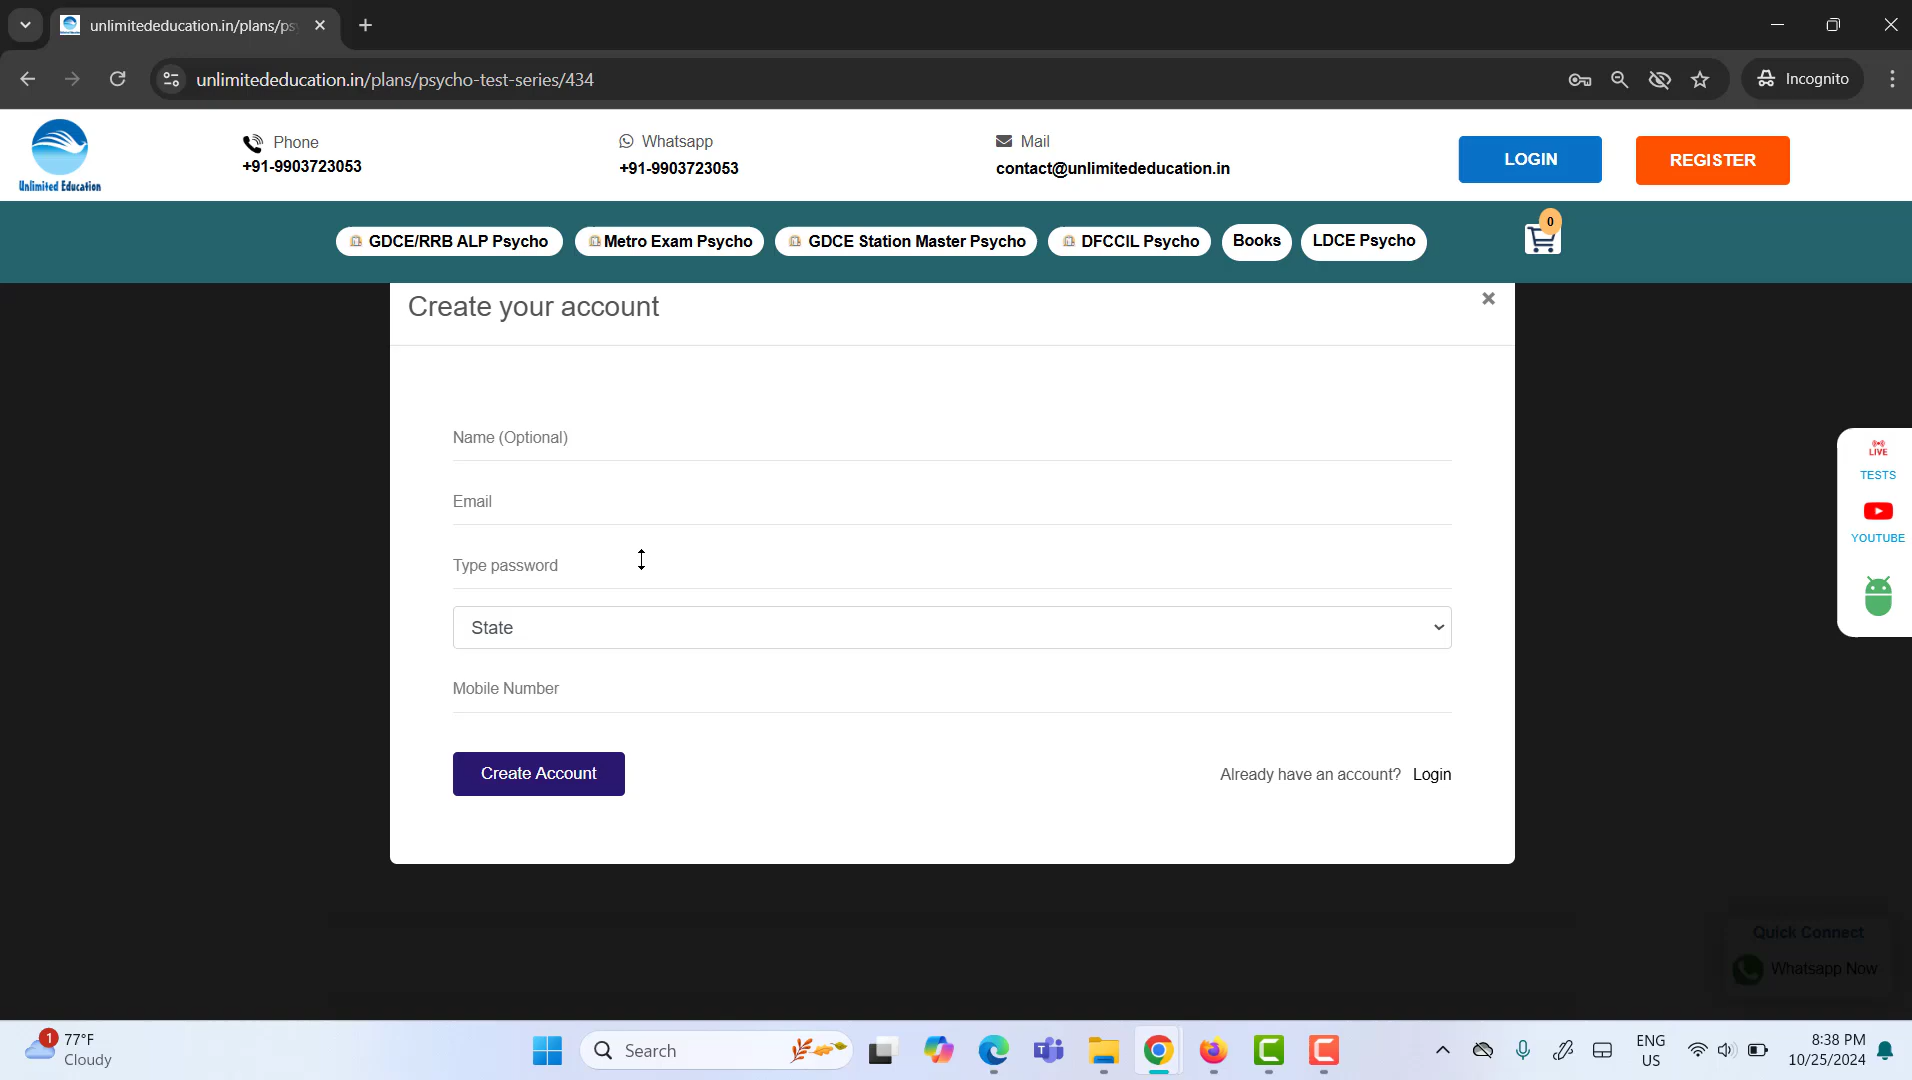 unlimitededucation.in/plans/ps
unlimitededucation.in/plans/psycho-test-series/434
Incognito
Unlimited Education
Phone
+91-9903723053
Whatsapp
+91-9903723053
Mail
contact@unlimitededucation.in
LOGIN
REGISTER
GDCE/RRB ALP Psycho
Metro Exam Psycho
GDCE Station Master Psycho
DFCCIL Psycho
Books
LDCE Psycho
0
Create your account
×
Name (Optional)
Email
Type password
State
Mobile Number
Create Account
Already have an account? Login
LIVE
TESTS
YOUTUBE
Quick Connect
Whatsapp Now
1
77°F
Cloudy
Search
ENG
US
8:38 PM
10/25/2024